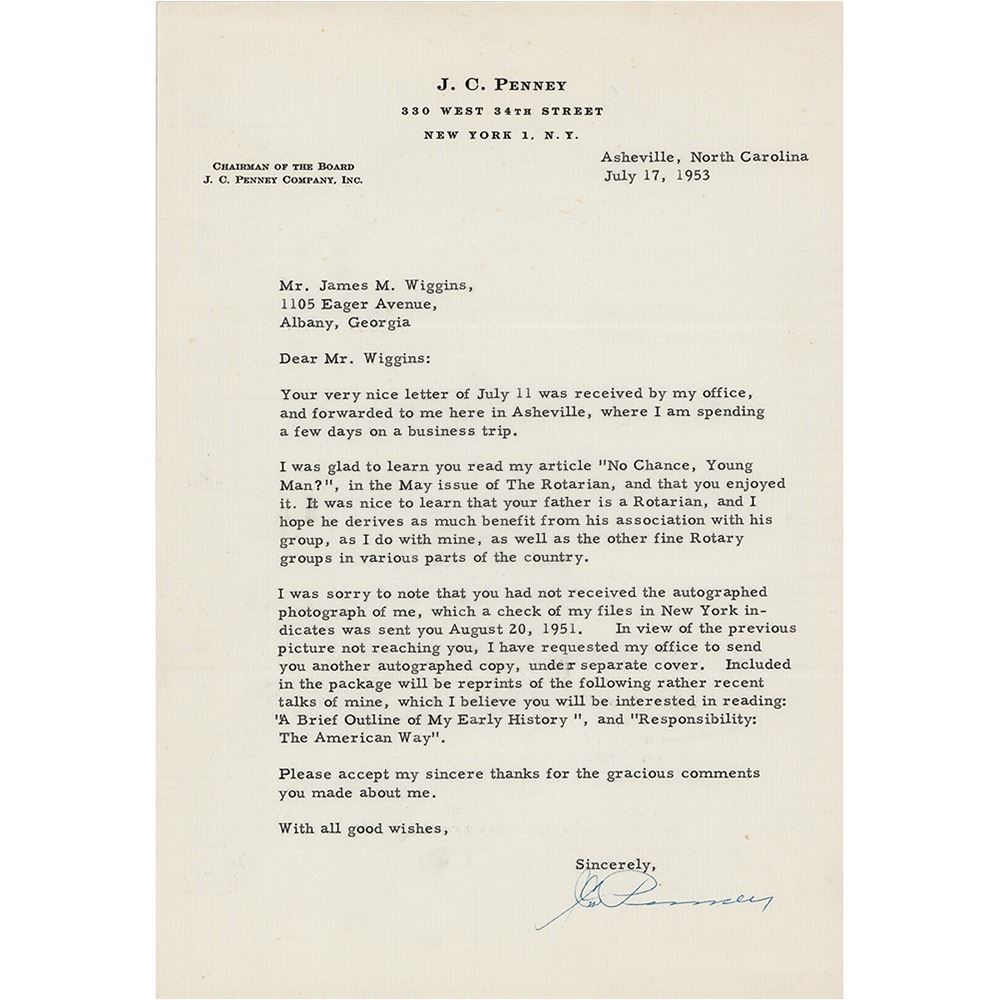 J. C. Penney
330 West 34th Street
New York 1, N. Y.
Chairman of the Board
J. C. Penney Company, Inc.
Asheville, North Carolina
July 17, 1953
Mr. James M. Wiggins,
1105 Eager Avenue,
Albany, Georgia
Dear Mr. Wiggins:
Your very nice letter of July 11 was received by my office,
and forwarded to me here in Asheville, where I am spending
a few days on a business trip.
I was glad to learn you read my article "No Chance, Young
Man?", in the May issue of The Rotarian, and that you enjoyed
it. It was nice to learn that your father is a Rotarian, and I
hope he derives as much benefit from his association with his
group, as I do with mine, as well as the other fine Rotary
groups in various parts of the country.
I was sorry to note that you had not received the autographed
photograph of me, which a check of my files in New York in-
dicates was sent you August 20, 1951. In view of the previous
picture not reaching you, I have requested my office to send
you another autographed copy, under separate cover. Included
in the package will be reprints of the following rather recent
talks of mine, which I believe you will be interested in reading:
"A Brief Outline of My Early History ", and "Responsibility:
The American Way".
Please accept my sincere thanks for the gracious comments
you made about me.
With all good wishes,
Sincerely,
J C Penney